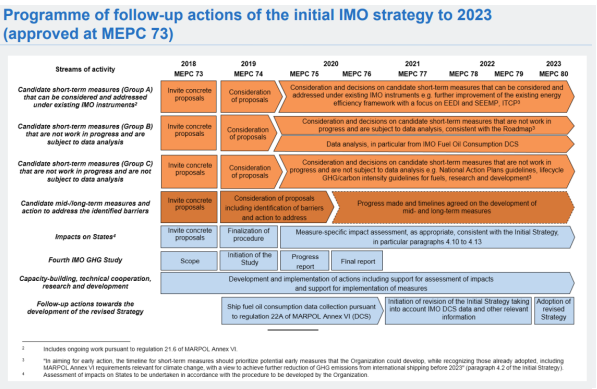 Programme of follow-up actions of the initial IMO strategy to 2023
(approved at MEPC 73)
Streams of activity
2018
2019
2020
2021
2022
2023
MEPC 73
MEPC 74
MEPC 75
MEPC 76
MEPC 77
MEPC 78
MEPC 79
MEPC 80
Candidate short-term measures (Group A)
that can be considered and addressed
under existing IMO instruments2
Invite concrete
proposals
Consideration
of proposals
Consideration and decisions on candidate short-term measures that can be considered and
addressed under existing IMO instruments e.g. further improvement of the existing energy
efficiency framework with a focus on EEDI and SEEMP, ITCP3
Candidate short-term measures (Group B)
that are not work in progress and are
subject to data analysis
Invite concrete
proposals
Consideration
of proposals
Consideration and decisions on candidate short-term measures that are not work in
progress and are subject to data analysis, consistent with the Roadmap3
Data analysis, in particular from IMO Fuel Oil Consumption DCS
Candidate short-term measures (Group C)
that are not work in progress and are not
subject to data analysis
Invite concrete
proposals
Consideration
of proposals
Consideration and decisions on candidate short-term measures that are not work in
progress and are not subject to data analysis e.g. National Action Plans guidelines, lifecycle
GHG/carbon intensity guidelines for fuels, research and development3
Candidate mid-/long-term measures and
action to address the identified barriers
Invite concrete
proposals
Consideration of proposals
including identification of barriers
and action to address
Progress made and timelines agreed on the development of
mid- and long-term measures
Impacts on States4
Invite concrete
proposals
Finalization of
procedure
Measure-specific impact assessment, as appropriate, consistent with the Initial Strategy,
in particular paragraphs 4.10 to 4.13
Fourth IMO GHG Study
Scope
Initiation of the
Study
Progress
report
Final report
Capacity-building, technical cooperation,
research and development
Development and implementation of actions including support for assessment of impacts
and support for implementation of measures
Follow-up actions towards the
development of the revised Strategy
Ship fuel oil consumption data collection pursuant
to regulation 22A of MARPOL Annex VI (DCS)
Initiation of revision of the Initial Strategy taking
into account IMO DCS data and other relevant
information
Adoption of
revised
Strategy
2 Includes ongoing work pursuant to regulation 21.6 of MARPOL Annex VI.
3 "In aiming for early action, the timeline for short-term measures should prioritize potential early measures that the Organization could develop, while recognizing those already adopted, including
MARPOL Annex VI requirements relevant for climate change, with a view to achieve further reduction of GHG emissions from international shipping before 2023" (paragraph 4.2 of the Initial Strategy).
4 Assessment of impacts on States to be undertaken in accordance with the procedure to be developed by the Organization.